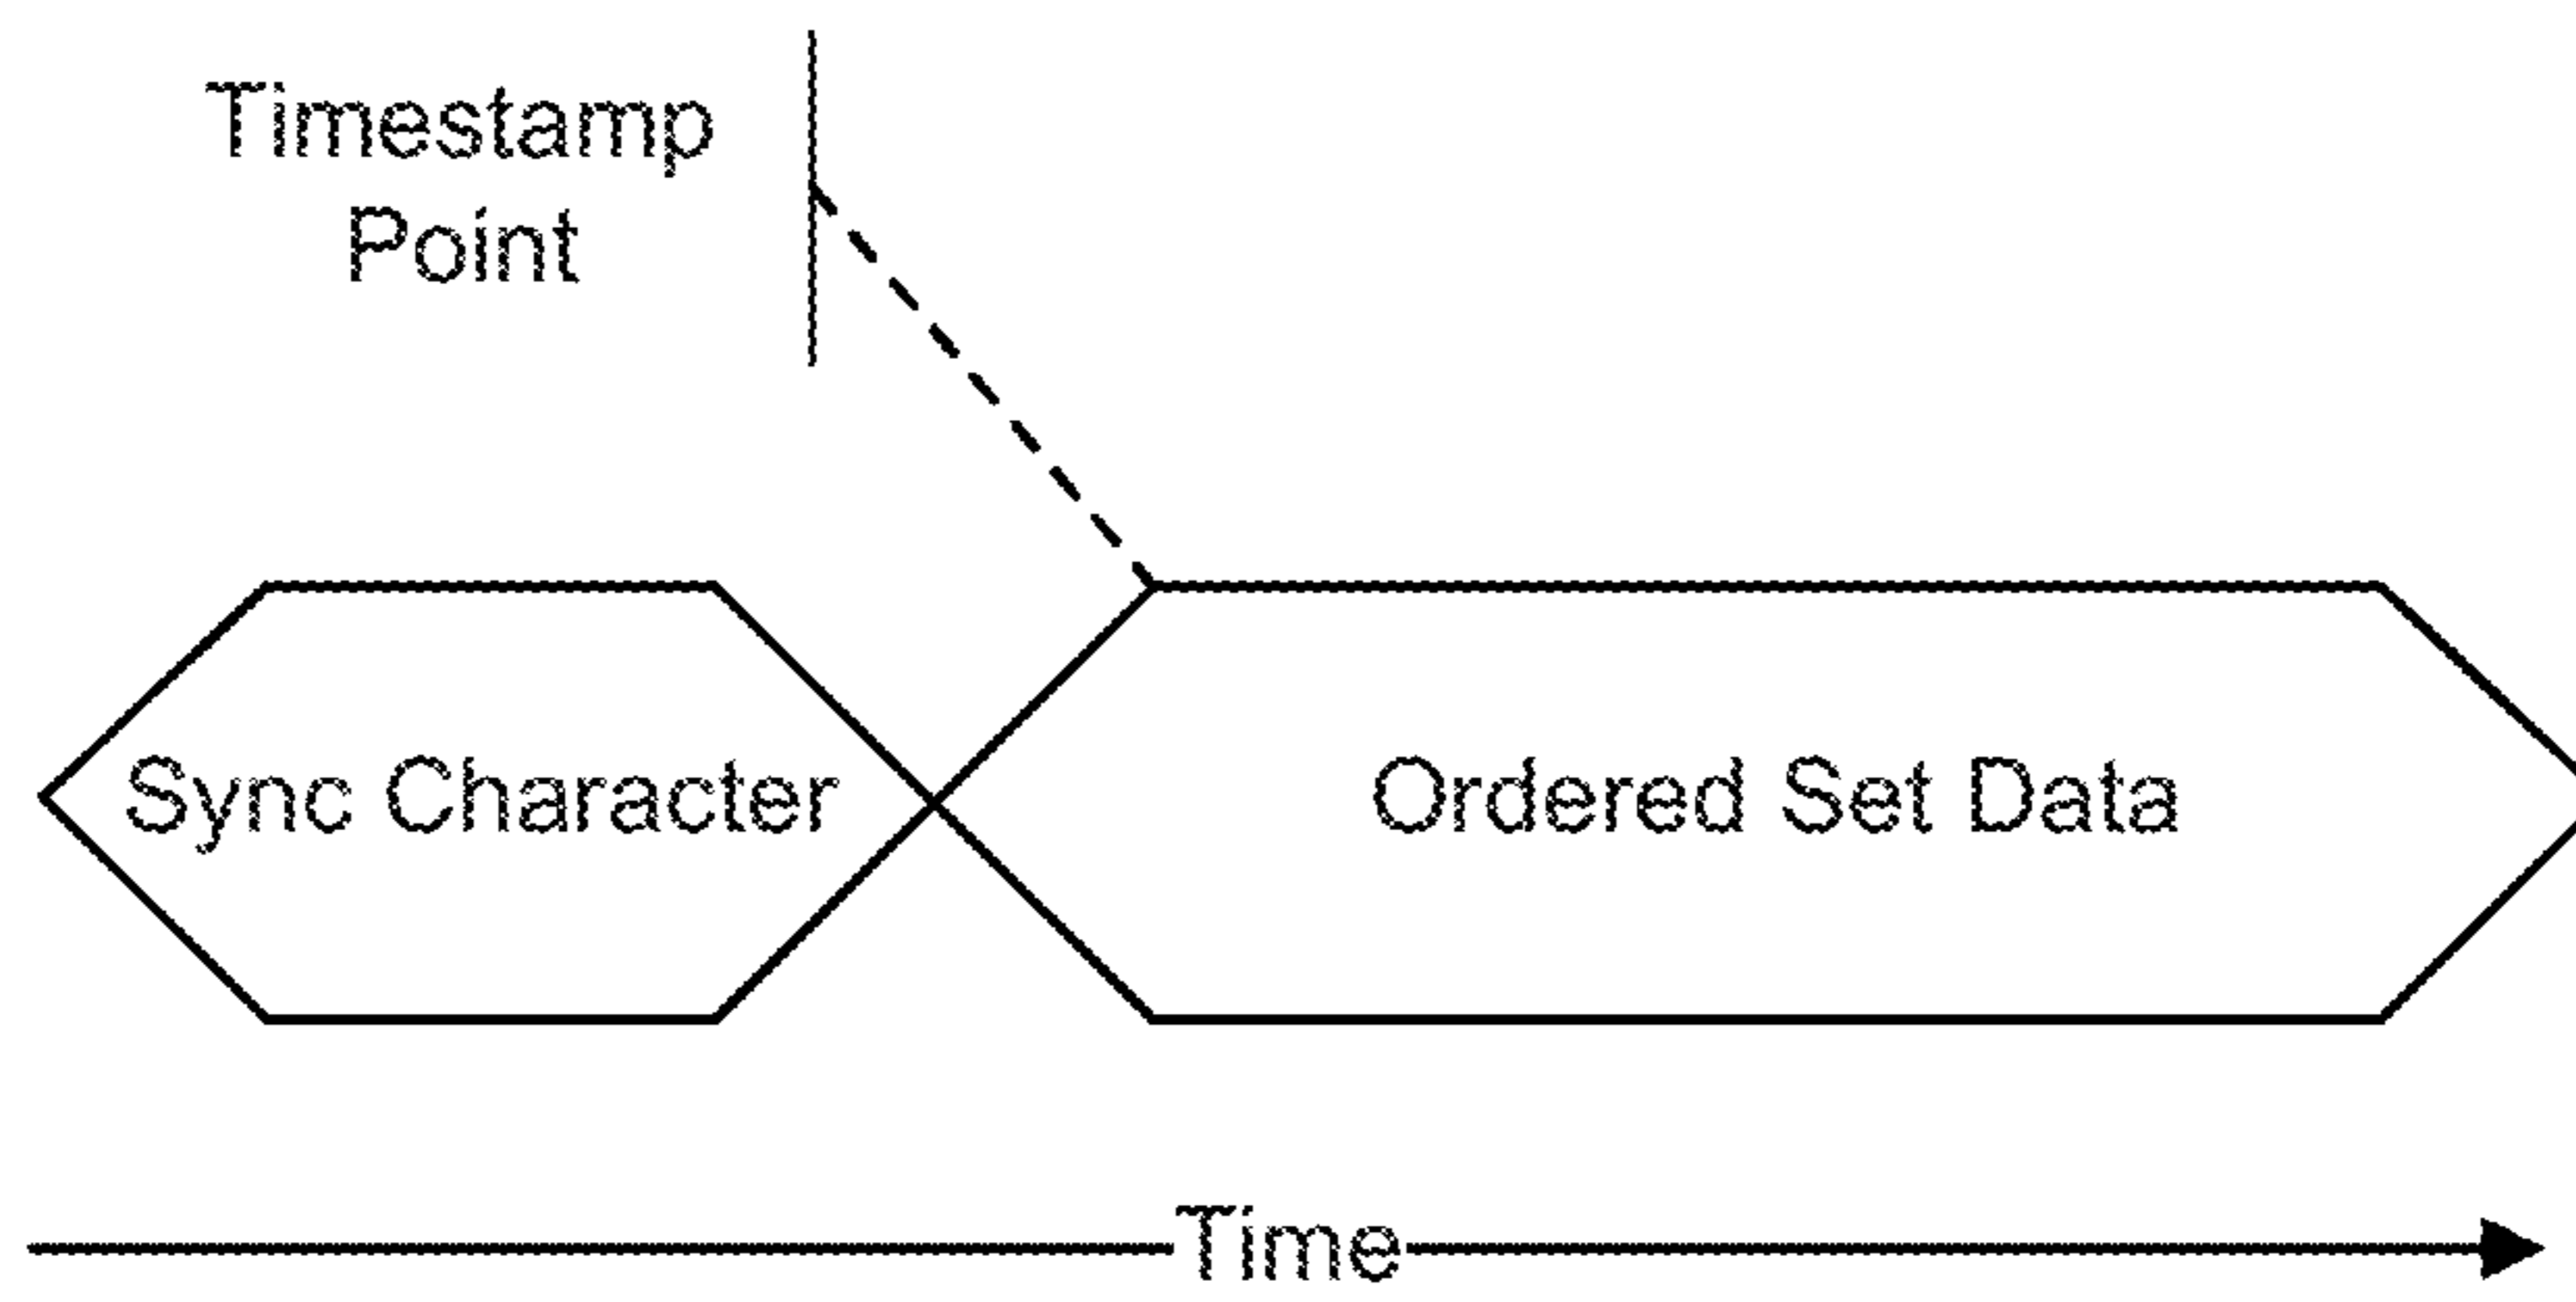 Timestamp
Point
Sync Character
Ordered Set Data
Time